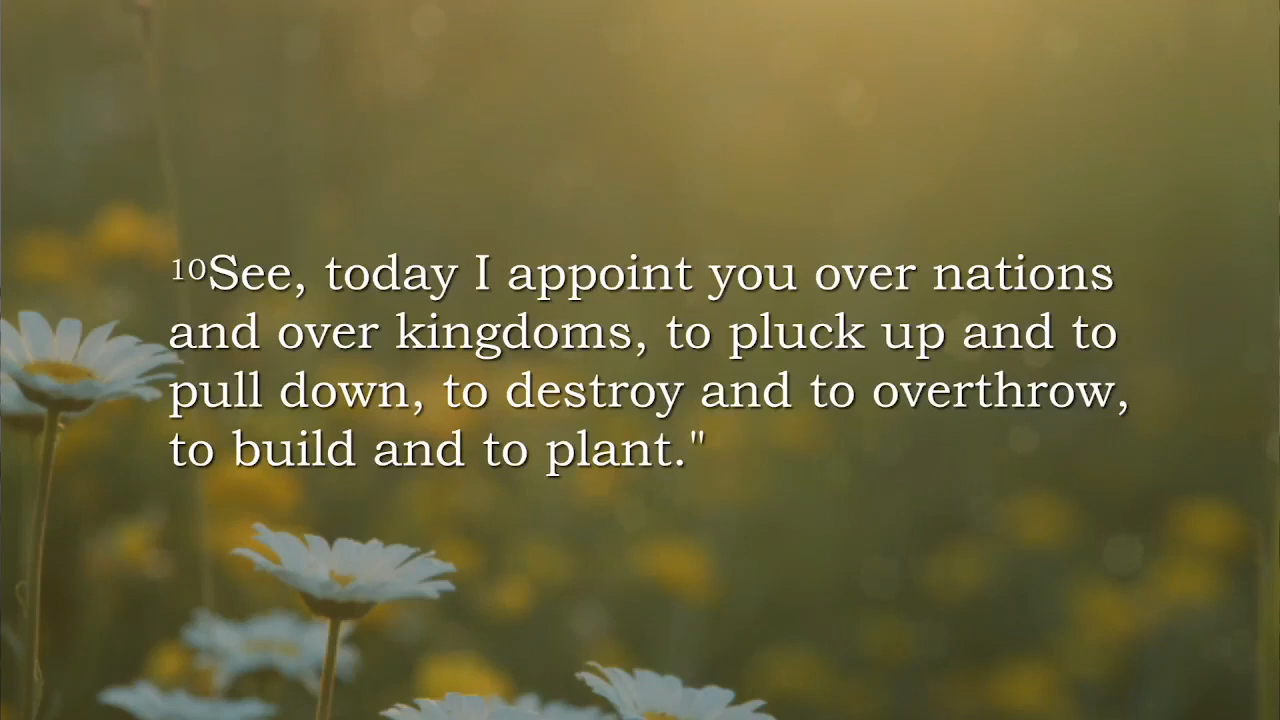 10See, today I appoint you over nations
and over kingdoms, to pluck up and to
pull down, to destroy and to overthrow,
to build and to plant."